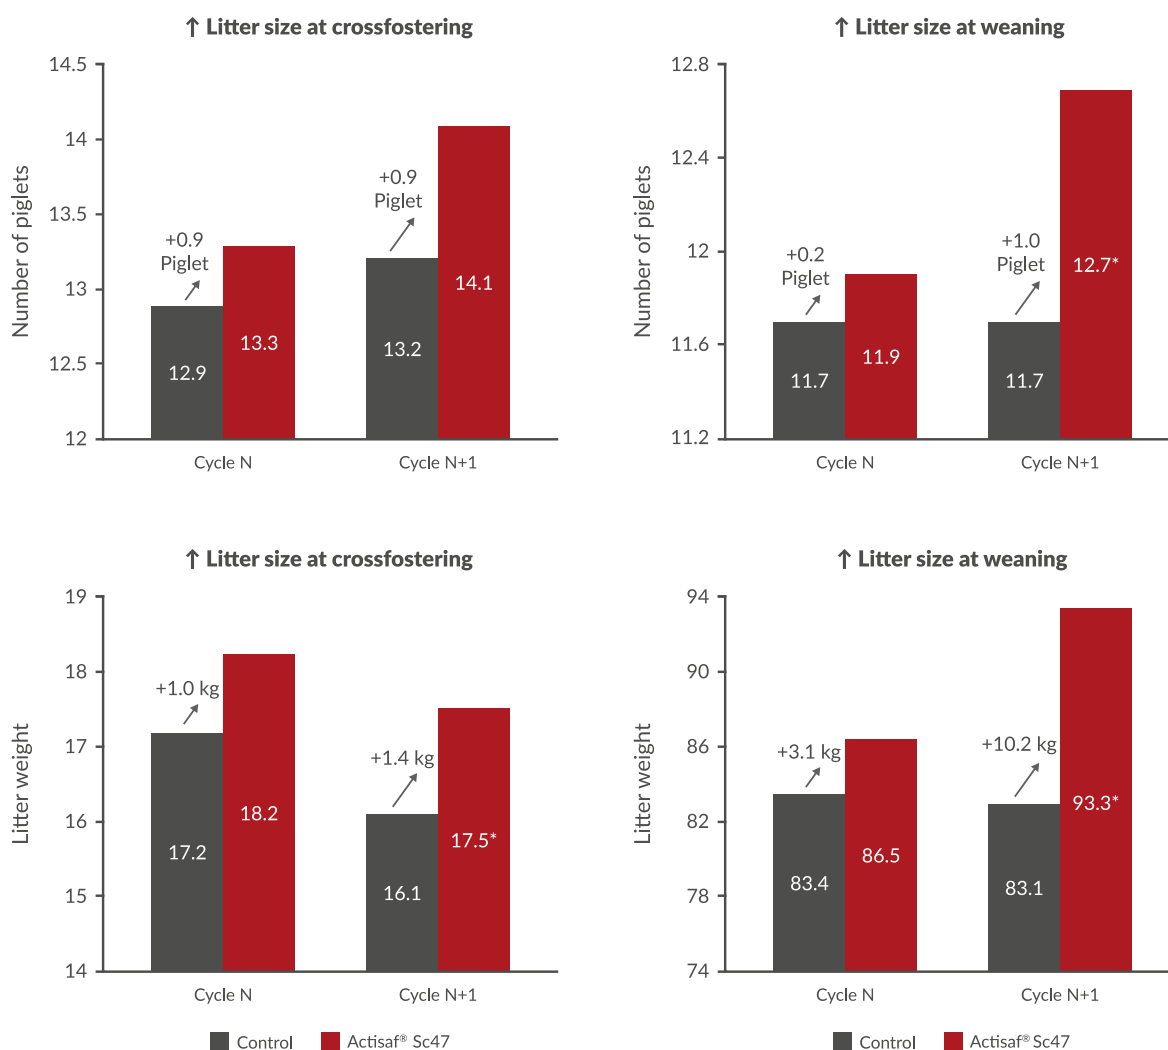 ↑ Litter size at crossfostering
Number of piglets
14.5
14
13.5
13
12.5
12
+0.9
Piglet
12.9
13.3
+0.9
Piglet
13.2
14.1
Cycle N
Cycle N+1
↑ Litter size at weaning
Number of piglets
12.8
12.4
12
11.6
11.2
+0.2
Piglet
11.7
11.9
+1.0
Piglet
11.7
12.7*
Cycle N
Cycle N+1
↑ Litter size at crossfostering
Litter weight
19
18
17
16
15
14
+1.0 kg
17.2
18.2
+1.4 kg
16.1
17.5*
Cycle N
Cycle N+1
↑ Litter size at weaning
Litter weight
94
90
86
82
78
74
+3.1 kg
83.4
86.5
+10.2 kg
83.1
93.3*
Cycle N
Cycle N+1
Control
Actisaf® Sc47
Control
Actisaf® Sc47